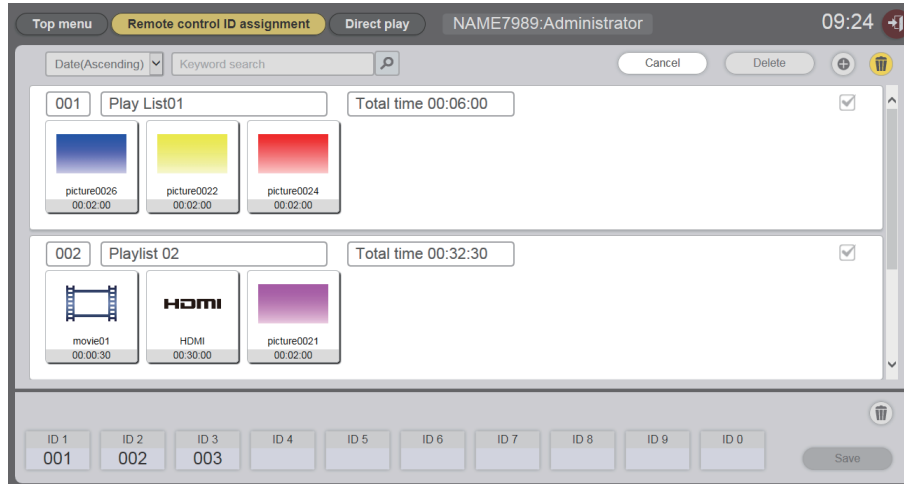 Top menu Remote control ID assignment Direct play NAME7989:Administrator 09:24
Date(Ascending) Keyword search Cancel Delete
001 Play List01 Total time 00:06:00
picture0026 picture0022 picture0024
00:02:00 00:02:00 00:02:00
002 Playlist 02 Total time 00:32:30
HDMI
movie01 HDMI picture0021
00:00:30 00:30:00 00:02:00
ID 1 ID 2 ID 3 ID 4 ID 5 ID 6 ID 7 ID 8 ID 9 ID 0
001 002 003 Save